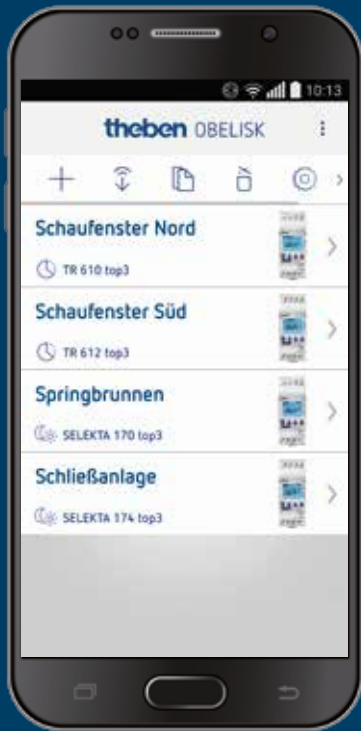 10:13
theben OBELISK
Schaufenster Nord
TR 610 top3
Schaufenster Süd
TR 612 top3
Springbrunnen
SELEKTA 170 top3
Schließanlage
SELEKTA 174 top3